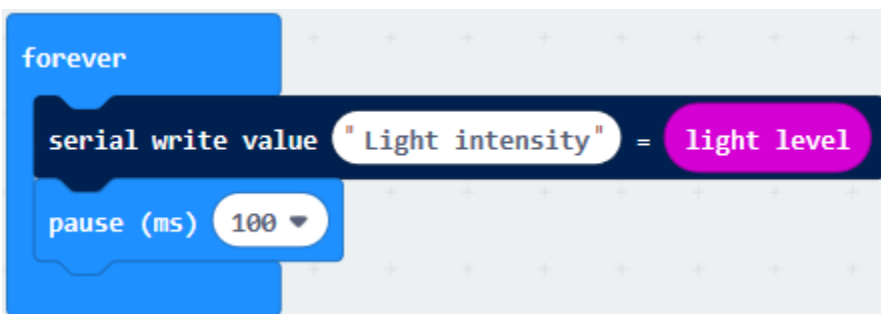 forever
serial write value "Light intensity" = light level
pause (ms) 100